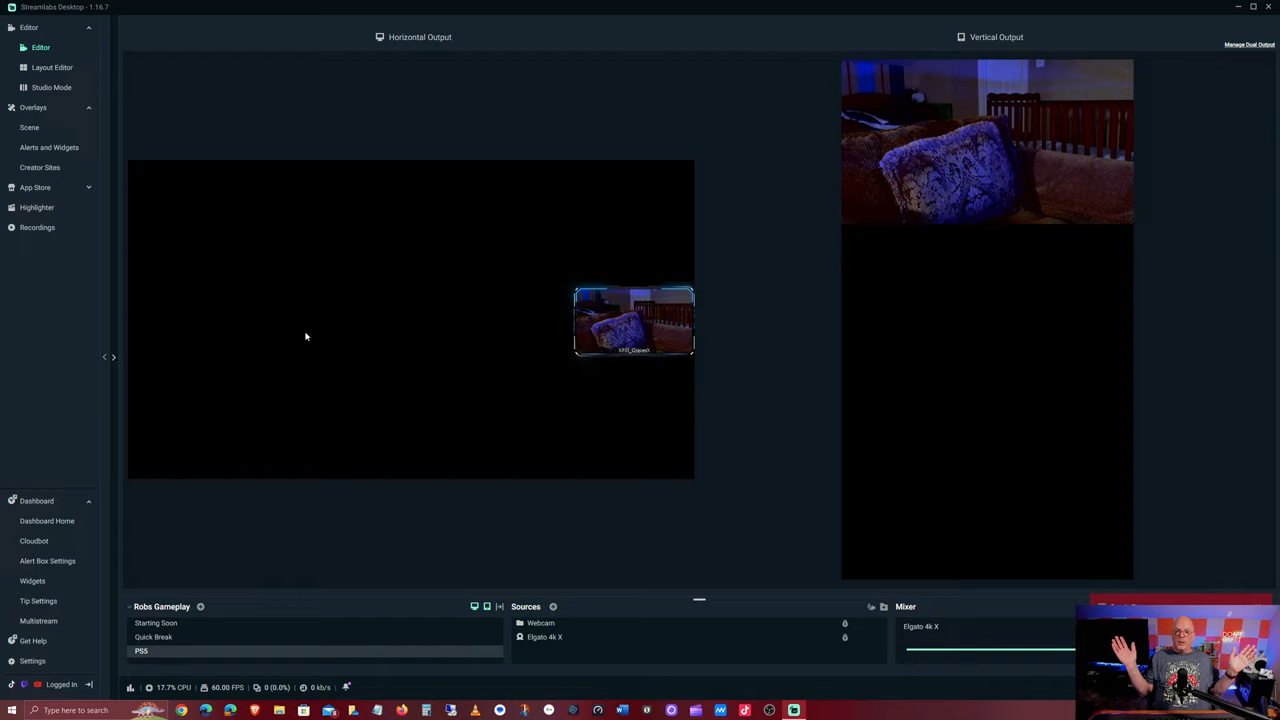 Streamlabs Desktop - 1.16.7
Editor
Editor
Layout Editor
Studio Mode
Overlays
Scene
Alerts and Widgets
Creator Sites
App Store
Highlighter
Recordings
Dashboard
Dashboard Home
Cloudbot
Alert Box Settings
Widgets
Tip Settings
Multistream
Get Help
Settings
Logged In
Horizontal Output
Vertical Output
Manage Dual Output
Robs Gameplay
Starting Soon
Quick Break
PS5
Sources
Webcam
Elgato 4k X
Mixer
Elgato 4k X
17.7% CPU
60.00 FPS
0 (0.0%)
0 kb/s
Type here to search